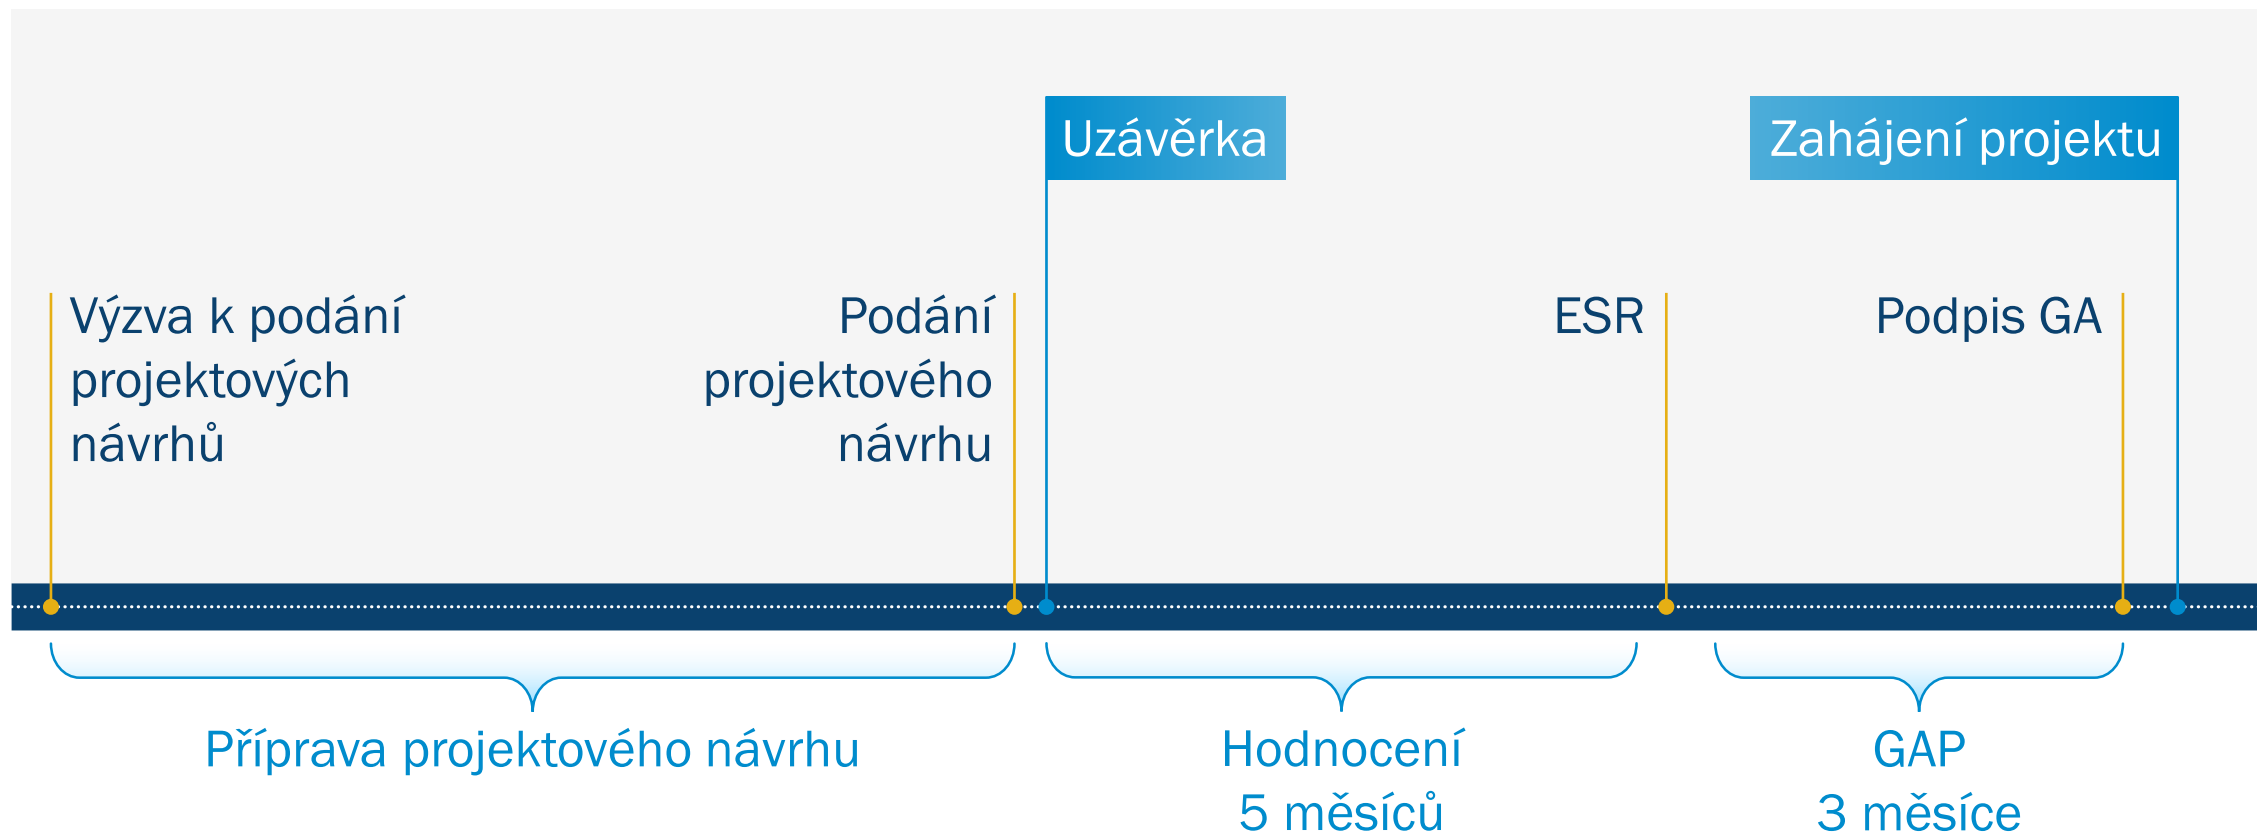 Uzávěrka
Zahájení projektu
Výzva k podání
projektových
návrhů
Podání
projektového
návrhu
ESR
Podpis GA
Příprava projektového návrhu
Hodnocení
5 měsíců
GAP
3 měsíce